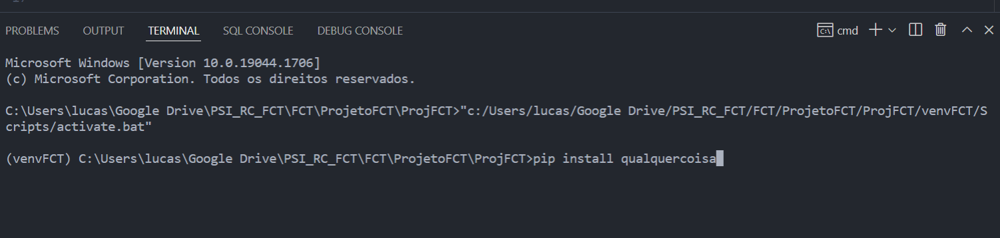 PROBLEMS OUTPUT TERMINAL SQL CONSOLE DEBUG CONSOLE cmd
Microsoft Windows [Version 10.0.19044.1706]
(c) Microsoft Corporation. Todos os direitos reservados.
C:\Users\lucas\Google Drive\PSI_RC_FCT\FCT\ProjetoFCT\ProjFCT>"c:/Users/lucas/Google Drive/PSI_RC_FCT/FCT/ProjetoFCT/ProjFCT/venvFCT/S
cripts/activate.bat"
(venvFCT) C:\Users\lucas\Google Drive\PSI_RC_FCT\FCT\ProjetoFCT\ProjFCT>pip install qualquercoisa